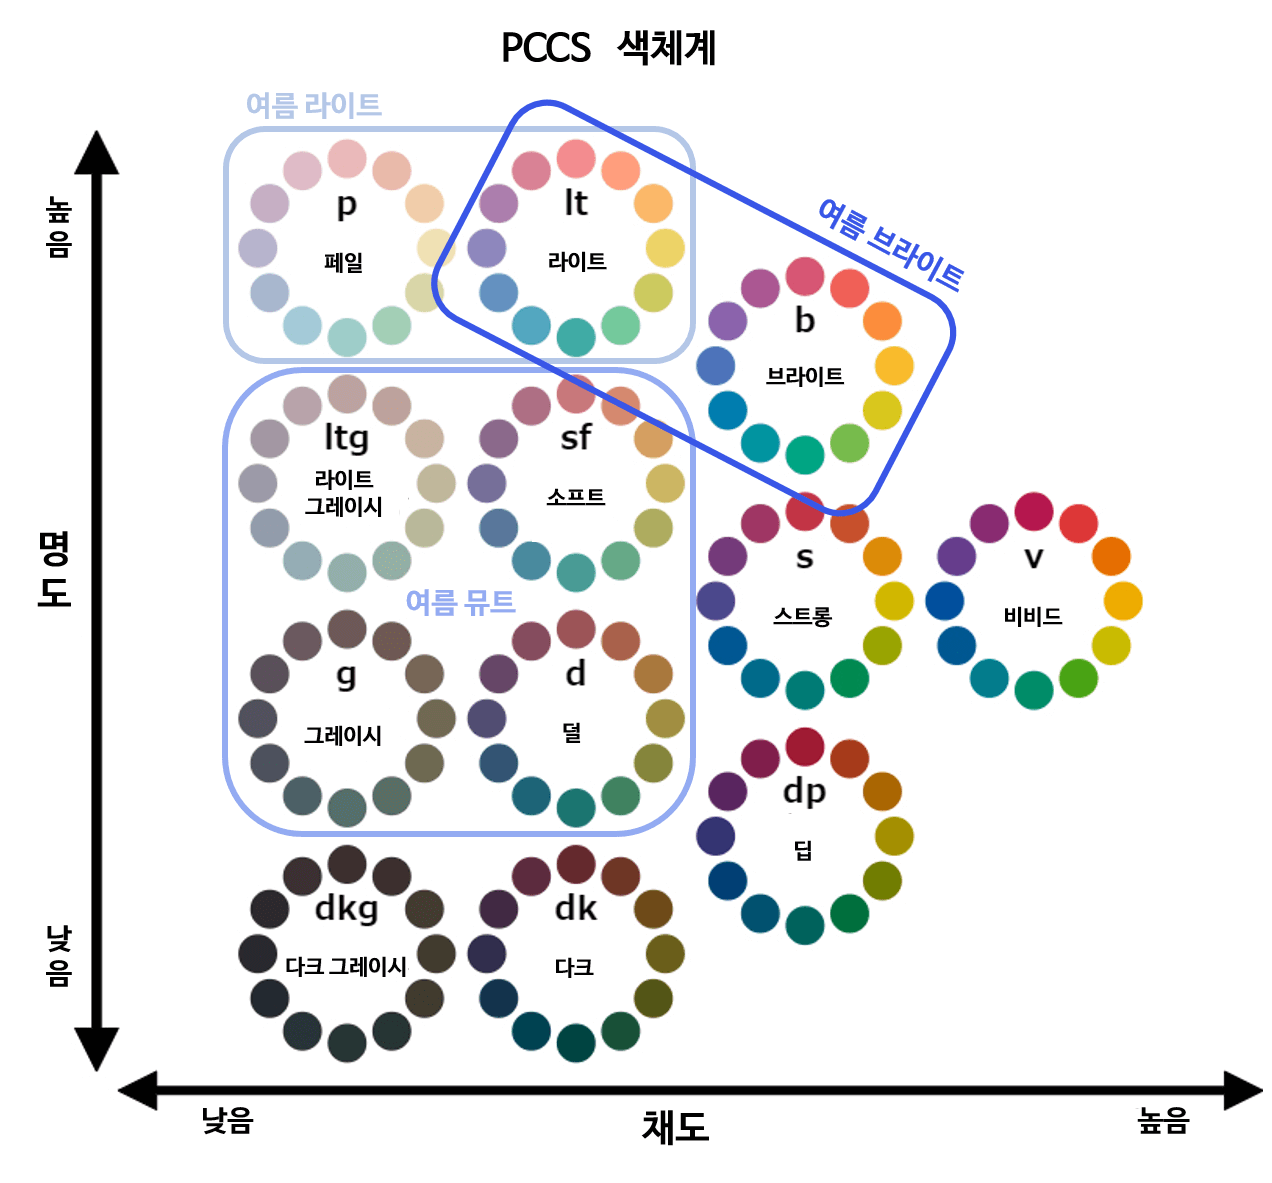 PCCS 색체계
여름 라이트
여름 브라이트
높음
p
페일
lt
라이트
b
브라이트
ltg
라이트
그레이시
sf
소프트
명도
여름 뮤트
s
스트롱
v
비비드
g
그레이시
d
덜
dp
딥
낮음
dkg
다크 그레이시
dk
다크
낮음
채도
높음